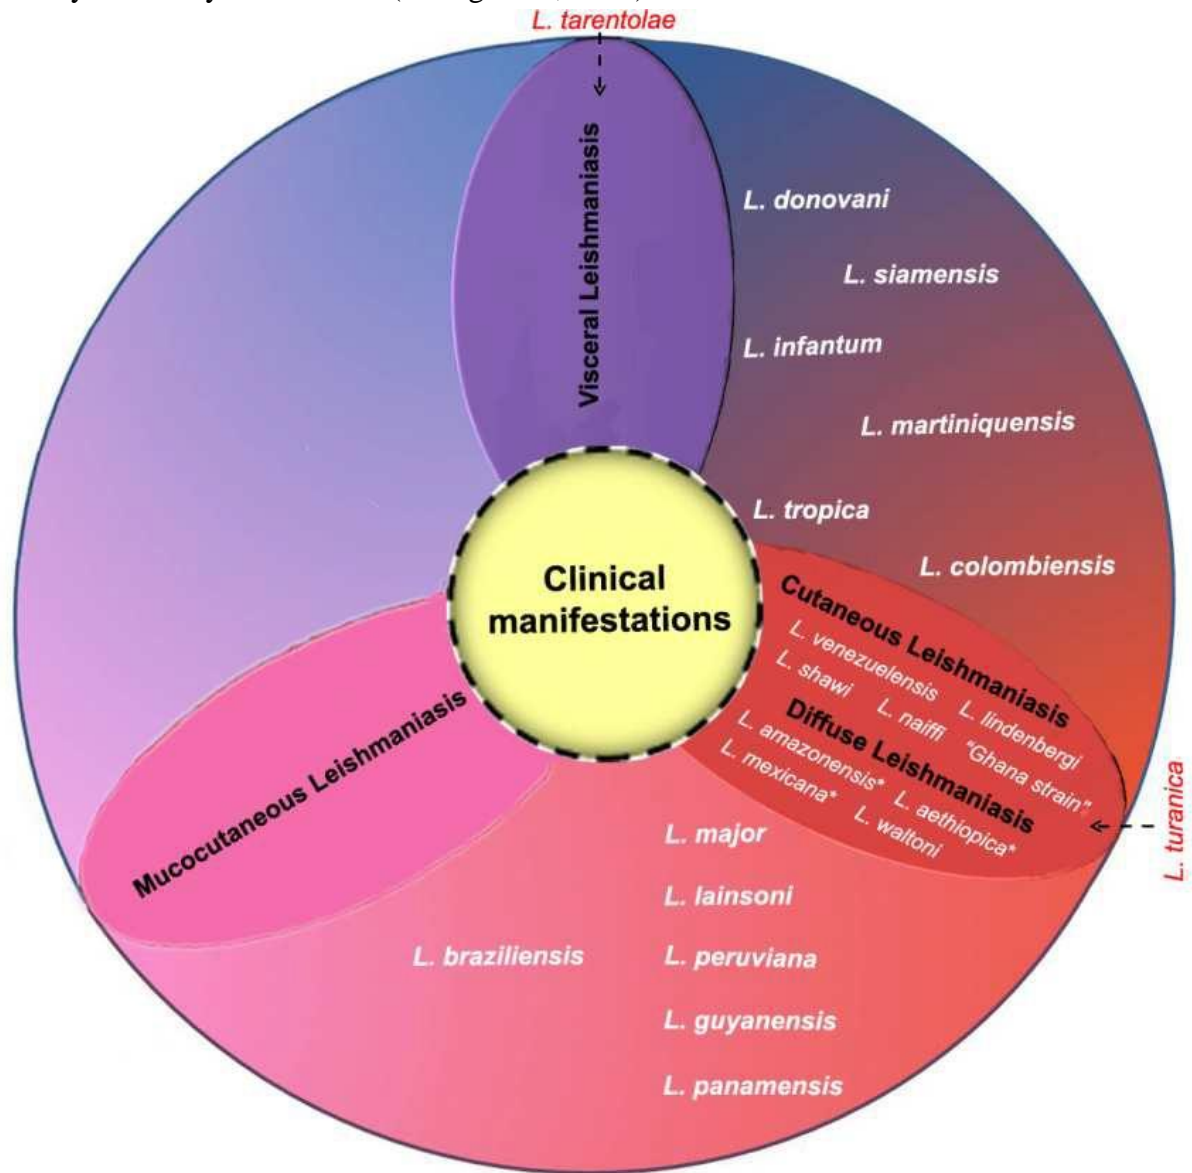 L. tarentolae
Visceral Leishmaniasis
L. donovani
L. siamensis
L. infantum
L. martiniquensis
L. tropica
L. colombiensis
Clinical
manifestations
Cutaneous Leishmaniasis
L. venezuelensis
L. lindenbergi
L. shawi
L. naiffi
"Ghana strain"
Diffuse Leishmaniasis
L. amazonensis*
L. aethiopica*
L. mexicana*
L. waltoni
L. turanica
Mucocutaneous Leishmaniasis
L. major
L. lainsoni
L. braziliensis
L. peruviana
L. guyanensis
L. panamensis